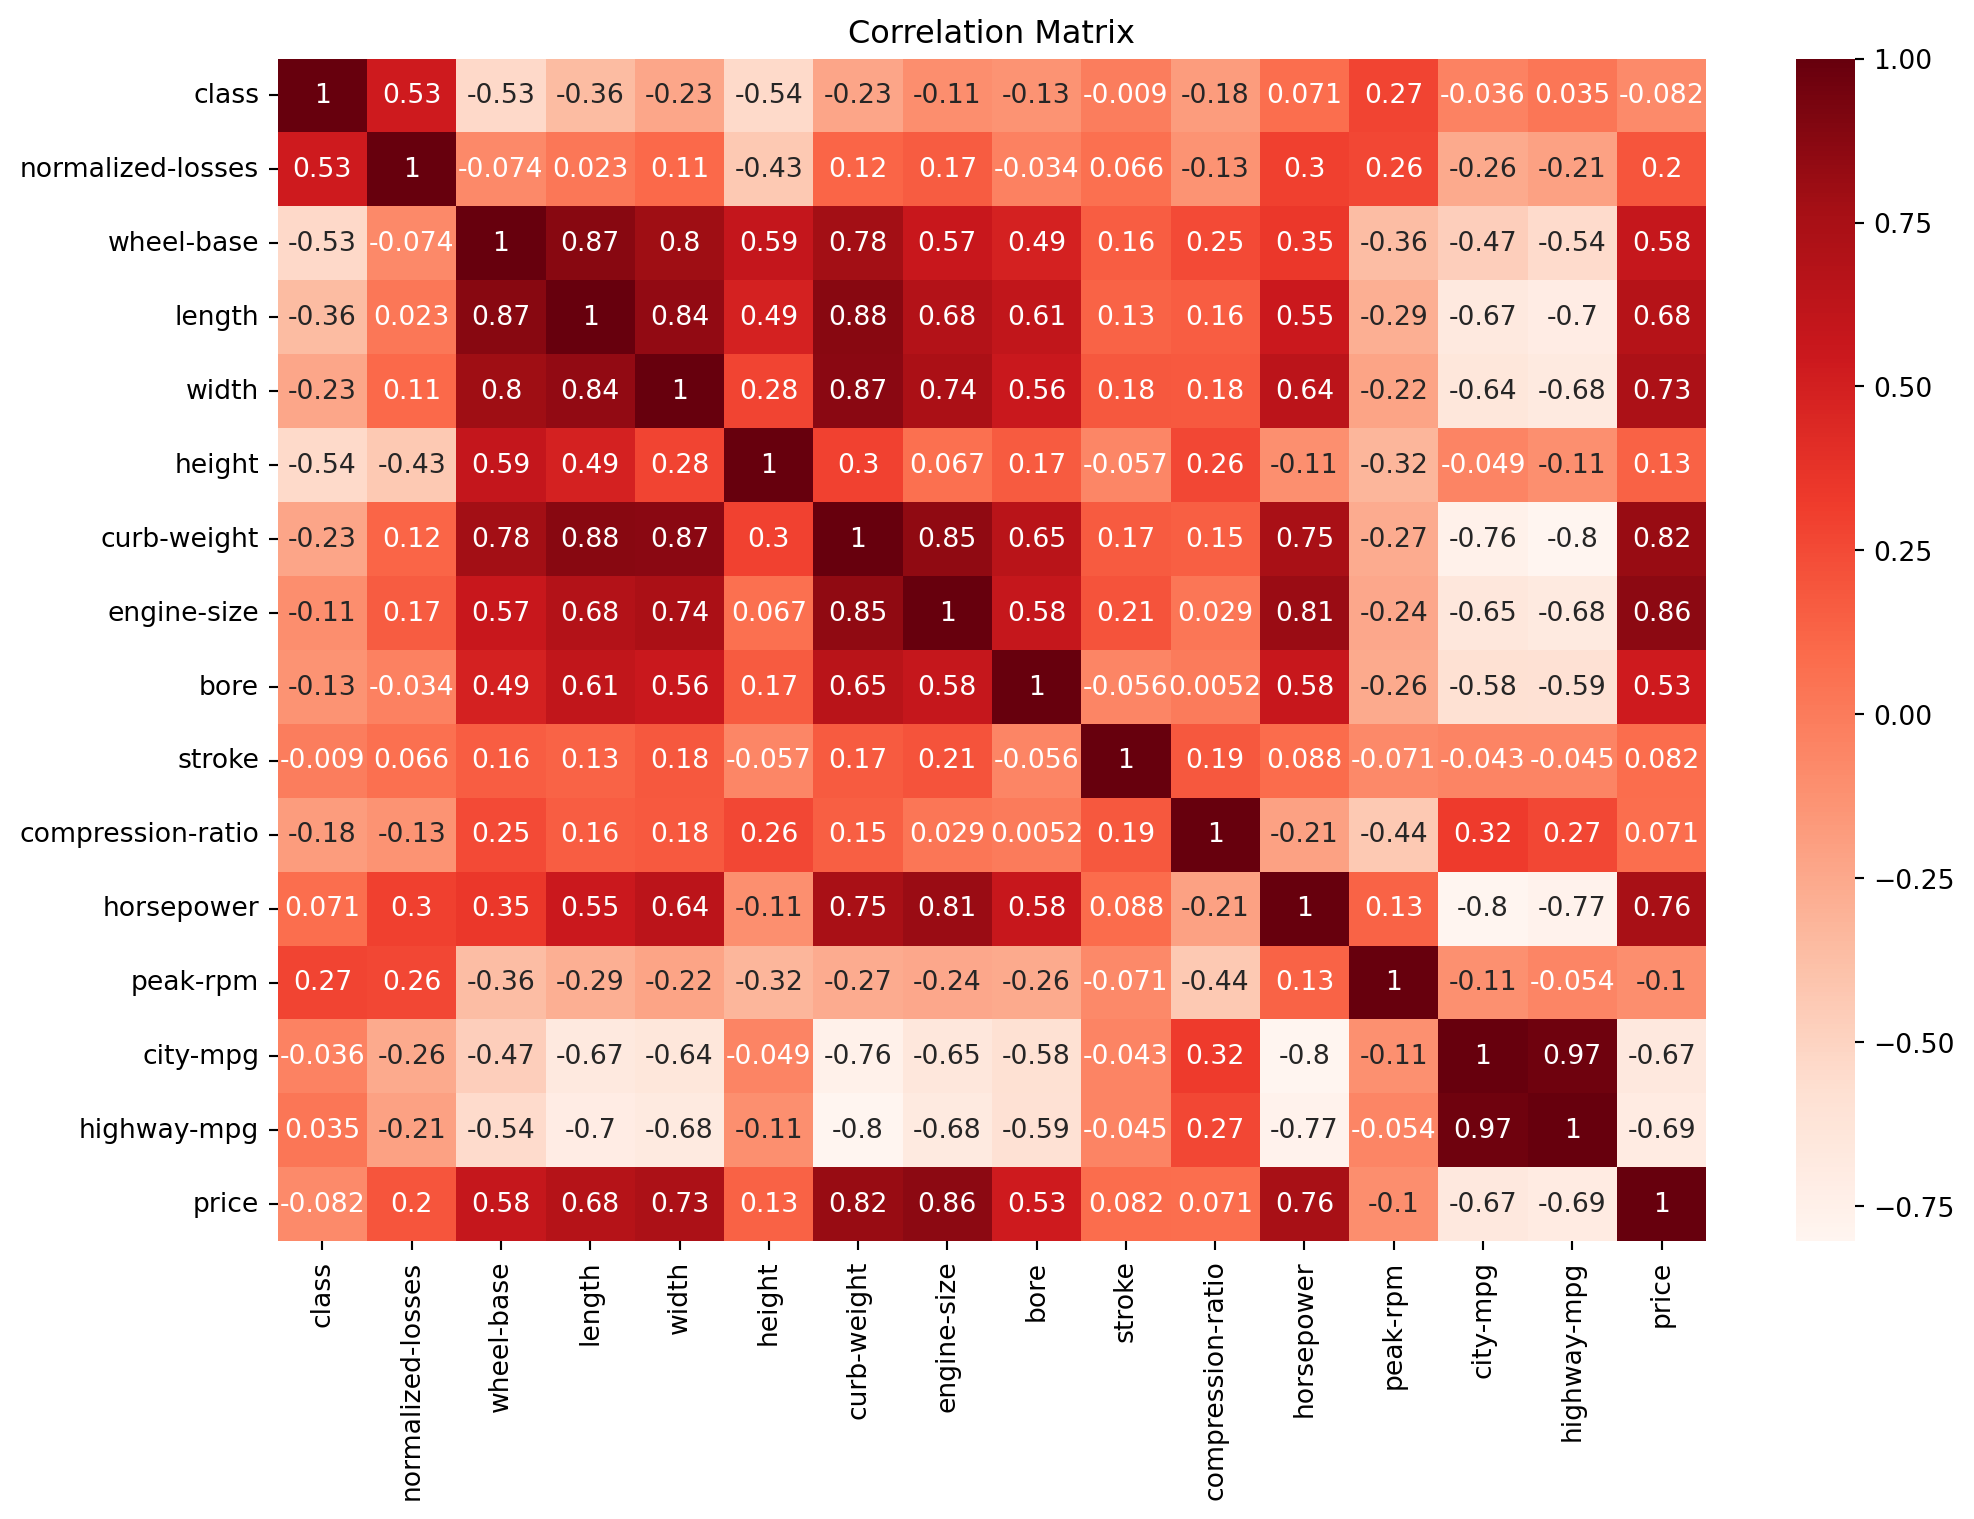 Correlation Matrix
class 1 0.53 -0.53 -0.36 -0.23 -0.54 -0.23 -0.11 -0.13 -0.009 -0.18 0.071 0.27 -0.036 0.035 -0.082
normalized-losses 0.53 1 -0.074 0.023 0.11 -0.43 0.12 0.17 -0.034 0.066 -0.13 0.3 0.26 -0.26 -0.21 0.2
wheel-base -0.53 -0.074 1 0.87 0.8 0.59 0.78 0.57 0.49 0.16 0.25 0.35 -0.36 -0.47 -0.54 0.58
length -0.36 0.023 0.87 1 0.84 0.49 0.88 0.68 0.61 0.13 0.16 0.55 -0.29 -0.67 -0.7 0.68
width -0.23 0.11 0.8 0.84 1 0.28 0.87 0.74 0.56 0.18 0.18 0.64 -0.22 -0.64 -0.68 0.73
height -0.54 -0.43 0.59 0.49 0.28 1 0.3 0.067 0.17 -0.057 0.26 -0.11 -0.32 -0.049 -0.11 0.13
curb-weight -0.23 0.12 0.78 0.88 0.87 0.3 1 0.85 0.65 0.17 0.15 0.75 -0.27 -0.76 -0.8 0.82
engine-size -0.11 0.17 0.57 0.68 0.74 0.067 0.85 1 0.58 0.21 0.029 0.81 -0.24 -0.65 -0.68 0.86
bore -0.13 -0.034 0.49 0.61 0.56 0.17 0.65 0.58 1 -0.056 0.0052 0.58 -0.26 -0.58 -0.59 0.53
stroke -0.009 0.066 0.16 0.13 0.18 -0.057 0.17 0.21 -0.056 1 0.19 0.088 -0.071 -0.043 -0.045 0.082
compression-ratio -0.18 -0.13 0.25 0.16 0.18 0.26 0.15 0.029 0.0052 0.19 1 -0.21 -0.44 0.32 0.27 0.071
horsepower 0.071 0.3 0.35 0.55 0.64 -0.11 0.75 0.81 0.58 0.088 -0.21 1 0.13 -0.8 -0.77 0.76
peak-rpm 0.27 0.26 -0.36 -0.29 -0.22 -0.32 -0.27 -0.24 -0.26 -0.071 -0.44 0.13 1 -0.11 -0.054 -0.1
city-mpg -0.036 -0.26 -0.47 -0.67 -0.64 -0.049 -0.76 -0.65 -0.58 -0.043 0.32 -0.8 -0.11 1 0.97 -0.67
highway-mpg 0.035 -0.21 -0.54 -0.7 -0.68 -0.11 -0.8 -0.68 -0.59 -0.045 0.27 -0.77 -0.054 0.97 1 -0.69
price -0.082 0.2 0.58 0.68 0.73 0.13 0.82 0.86 0.53 0.082 0.071 0.76 -0.1 -0.67 -0.69 1
class normalized-losses wheel-base length width height curb-weight engine-size bore stroke compression-ratio horsepower peak-rpm city-mpg highway-mpg price
1.00
0.75
0.50
0.25
0.00
−0.25
−0.50
−0.75